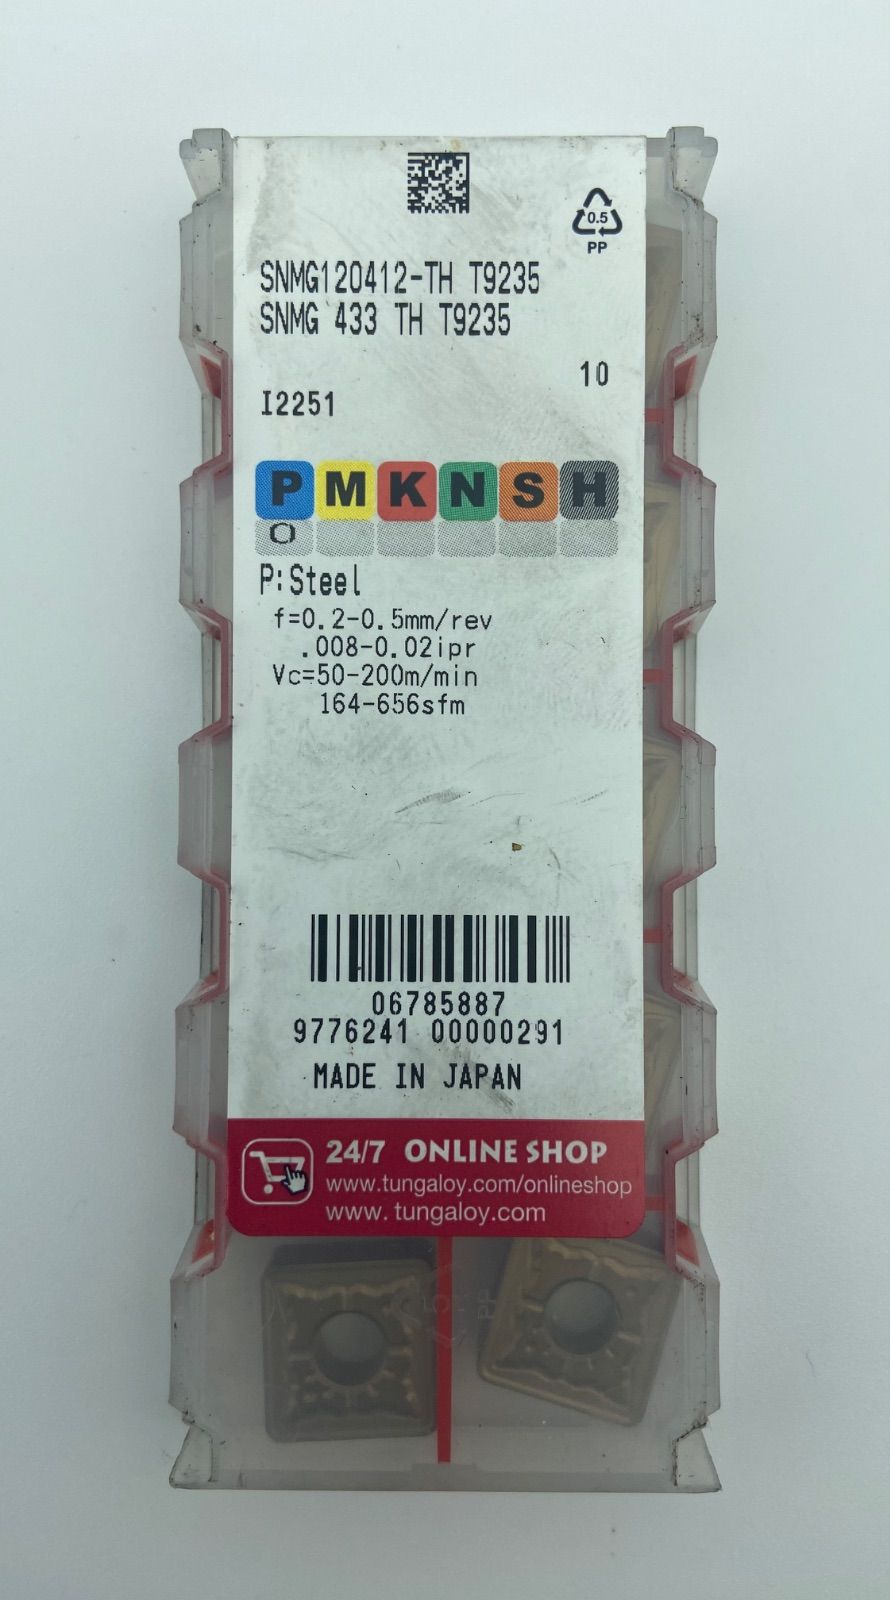 0.5
PP
SNMG120412-TH T9235
SNMG 433 TH T9235
10
I2251
P M K N S H
O
P:Steel
f=0.2-0.5mm/rev
.008-0.02ipr
Vc=50-200m/min
164-656sfm
06785887
9776241 00000291
MADE IN JAPAN
24/7 ONLINE SHOP
www.tungaloy.com/onlineshop
www. tungaloy.com
PP